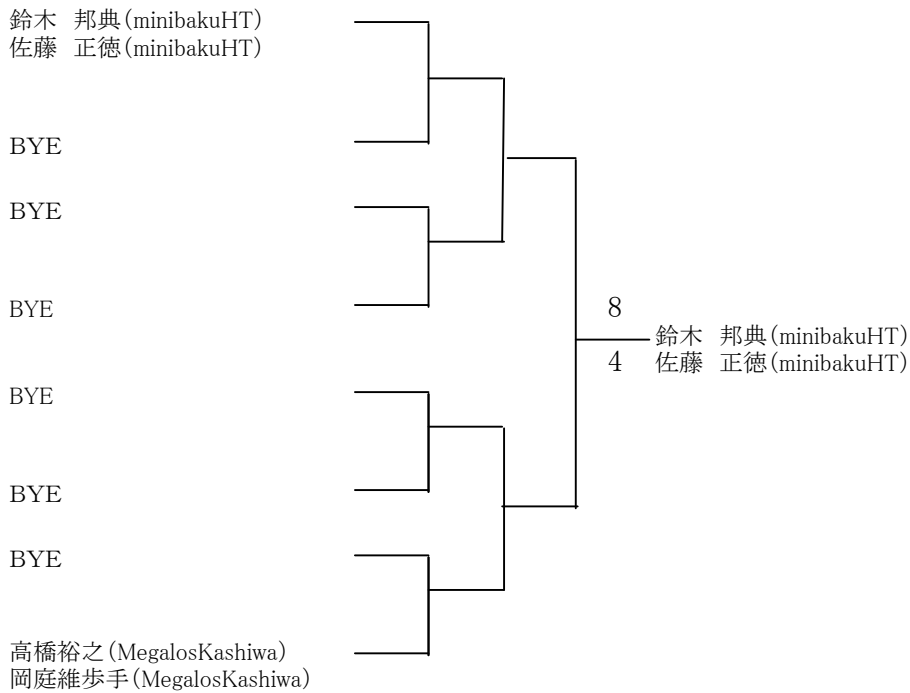 鈴木 邦典(minibakuHT)
佐藤 正徳(minibakuHT)
BYE
BYE
BYE
BYE
BYE
BYE
高橋裕之(MegalosKashiwa)
岡庭維歩手(MegalosKashiwa)
8
4
鈴木 邦典(minibakuHT)
佐藤 正徳(minibakuHT)